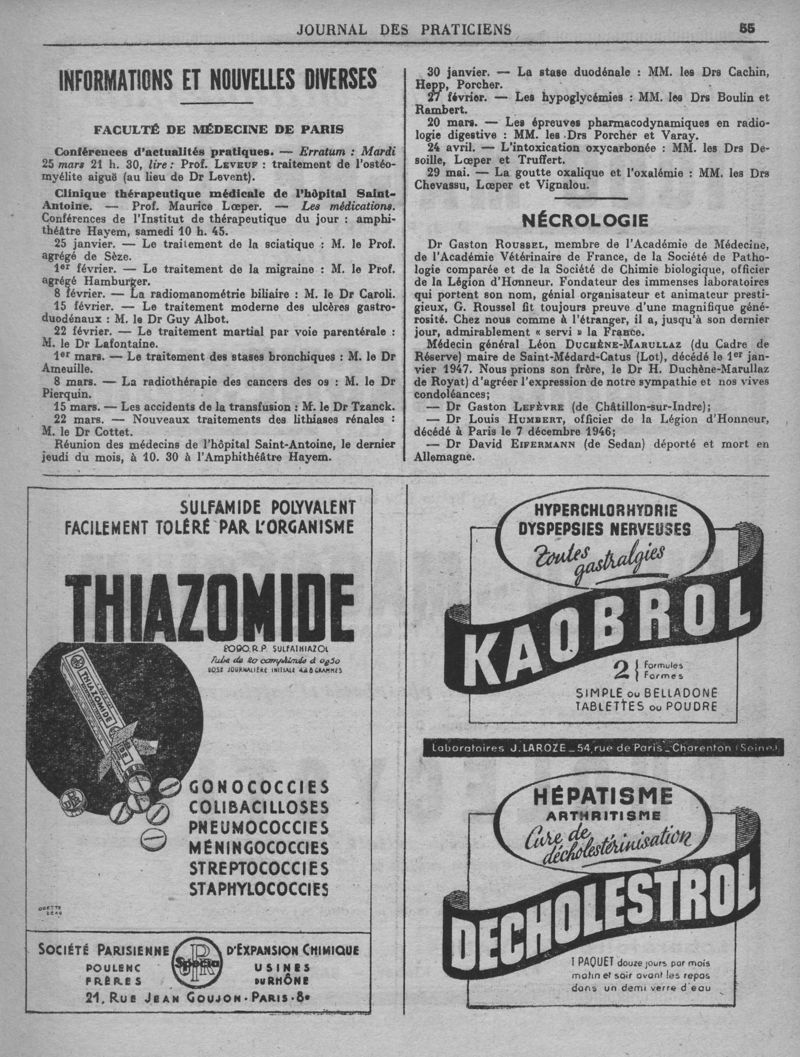 JOURNAL DES PRATICIENS 55
INFORMATIONS ET NOUVELLES DIVERSES
FACULTÉ DE MÉDECINE DE PARIS
Conférences d'actualités pratiques. — Erratum : Mardi
25 mars 21 h. 30, lire : Prof. LEVEUF : traitement de l'ostéo-
myélite aiguë (au lieu de Dr Levent).
Clinique thérapeutique médicale de l'hôpital Saint-
Antoine. — Prof. Maurice Lœper. — Les médications.
Conférences de l'Institut de thérapeutique du jour : amphi-
théâtre Hayem, samedi 10 h. 45.
25 janvier. — Le traitement de la sciatique : M. le Prof.
agrégé de Sèze.
1er février. — Le traitement de la migraine : M. le Prof.
agrégé Hamburger.
8 février. — La radiomanométrie biliaire : M. le Dr Caroli.
15 février. — Le traitement moderne des ulcères gastro-
duodénaux : M. le Dr Guy Albot.
22 février. — Le traitement martial par voie parentérale :
M. le Dr Lafontaine.
1er mars. — Le traitement des stases bronchiques : M. le Dr
Ameuille.
8 mars. — La radiothérapie des cancers des os : M. le Dr
Pierquin.
15 mars. — Les accidents de la transfusion : M. le Dr Tzanck.
22 mars. — Nouveaux traitements des lithiases rénales :
M. le Dr Cottet.
Réunion des médecins de l'hôpital Saint-Antoine, le dernier
jeudi du mois, à 10. 30 à l'Amphithéâtre Hayem.
30 janvier. — La stase duodénale : MM. les Drs Cachin,
Hepp, Porcher.
27 février. — Les hypoglycémies : MM. les Drs Boulin et
Rambert.
20 mars. — Les épreuves pharmacodynamiques en radio-
logie digestive : MM. les Drs Porcher et Varay.
24 avril. — L'intoxication oxycarbonée : MM. les Drs De-
soille, Lœper et Truffert.
29 mai. — La goutte oxalique et l'oxalémie : MM. les Drs
Chevassu, Lœper et Vignalou.
NÉCROLOGIE
Dr Gaston ROUSSEL, membre de l'Académie de Médecine,
de l'Académie Vétérinaire de France, de la Société de Patho-
logie comparée et de la Société de Chimie biologique, officier
de la Légion d'Honneur. Fondateur des immenses laboratoires
qui portent son nom, génial organisateur et animateur presti-
gieux, G. Roussel fit toujours preuve d'une magnifique géné-
rosité. Chez nous comme à l'étranger, il a, jusqu'à son dernier
jour, admirablement « servi » la France.
Médecin général Léon DUCHÊNE-MARULLAZ (du Cadre de
Réserve) maire de Saint-Médard-Catus (Lot), décédé le 1er jan-
vier 1947. Nous prions son frère, le Dr H. Duchêne-Marullaz
de Royat) d'agréer l'expression de notre sympathie et nos vives
condoléances;
— Dr Gaston LEFÈVRE (de Châtillon-sur-Indre);
— Dr Louis HUMBERT, officier de la Légion d'Honneur,
décédé à Paris le 7 décembre 1946;
— Dr David EIFERMANN (de Sedan) déporté et mort en
Allemagne.
SULFAMIDE POLYVALENT
FACILEMENT TOLÉRÉ PAR L'ORGANISME
THIAZOMIDE
2090. R.P. SULFATHIAZOL
Tube de 20 comprimés à 0g50
DOSE JOURNALIÈRE INITIALE 4 à 6 GRAMMES
THIAZOMIDE
GONOCOCCIES
COLIBACILLOSES
PNEUMOCOCCIES
MÉNINGOCOCCIES
STREPTOCOCCIES
STAPHYLOCOCCIES
SOCIÉTÉ PARISIENNE Specia D'EXPANSION CHIMIQUE
POULENC USINES
FRÈRES DU RHÔNE
21, RUE JEAN GOUJON - PARIS - 8e
HYPERCHLORHYDRIE
DYSPEPSIES NERVEUSES
Toutes
gastralgies
KAOBROL
2 Formules
Formes
SIMPLE ou BELLADONE
TABLETTES ou POUDRE
Laboratoires J. LAROZE _ 54, rue de Paris _ Charenton (Seine)
HÉPATISME
ARTHRITISME
Cure de
décholestérinisation
DECHOLESTROL
1 PAQUET douze jours par mois
matin et soir avant les repas
dans un demi verre d'eau